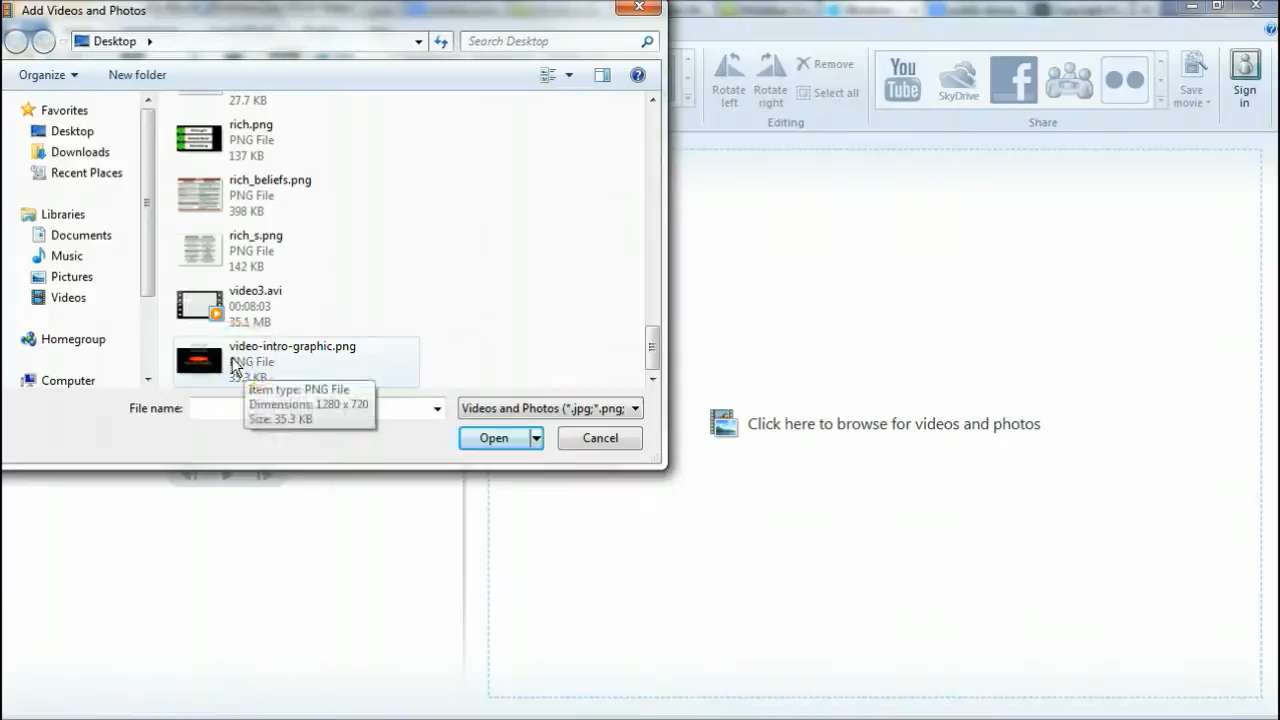 Add Videos and Photos
Desktop
Search Desktop
Organize
New folder
Favorites
Desktop
Downloads
Recent Places
Libraries
Documents
Music
Pictures
Videos
Homegroup
Computer
27.7 KB
rich.png
PNG File
137 KB
rich_beliefs.png
PNG File
398 KB
rich_s.png
PNG File
142 KB
video3.avi
00:08:03
35.1 MB
video-intro-graphic.png
PNG File
35.3 KB
Item type: PNG File
Dimensions: 1280 x 720
Size: 35.3 KB
File name:
Videos and Photos (*.jpg;*.png;
Open
Cancel
Rotate left
Rotate right
Remove
Select all
Editing
You Tube
SkyDrive
Share
Save movie
Sign in
Click here to browse for videos and photos